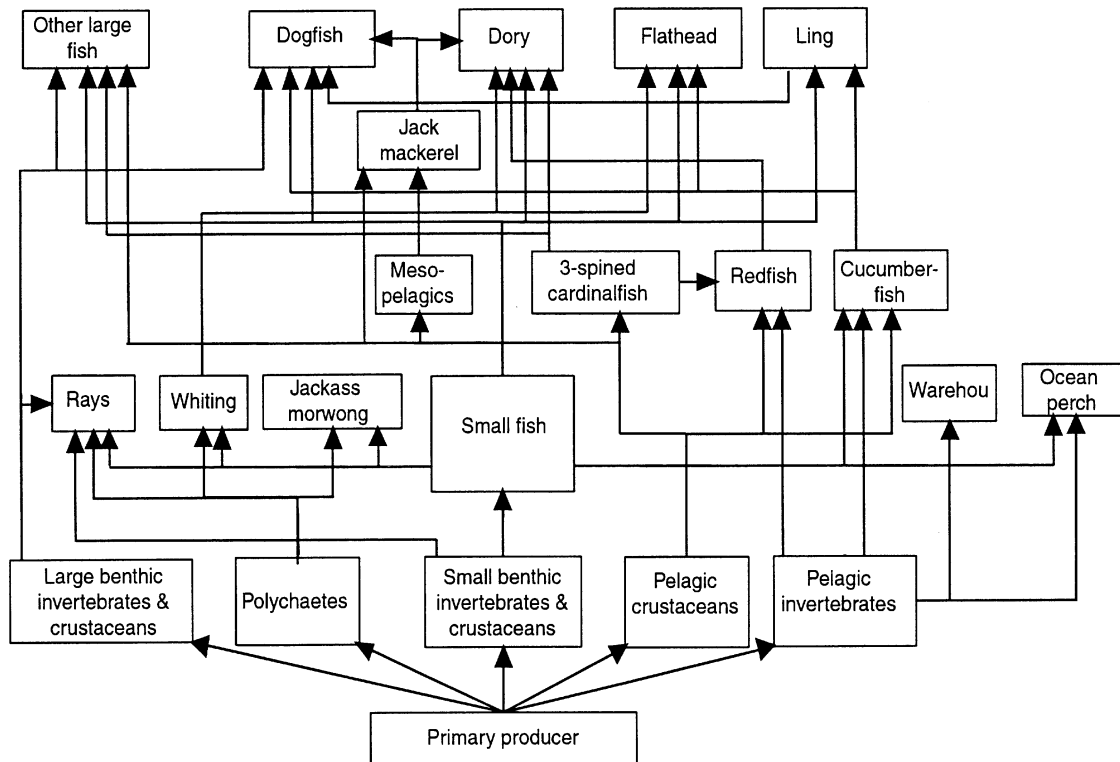 Other large
fish
Dogfish
Dory
Flathead
Ling
Jack
mackerel
Meso-
pelagics
3-spined
cardinalfish
Redfish
Cucumber-
fish
Rays
Whiting
Jackass
morwong
Small fish
Warehou
Ocean
perch
Large benthic
invertebrates &
crustaceans
Polychaetes
Small benthic
invertebrates &
crustaceans
Pelagic
crustaceans
Pelagic
invertebrates
Primary producer